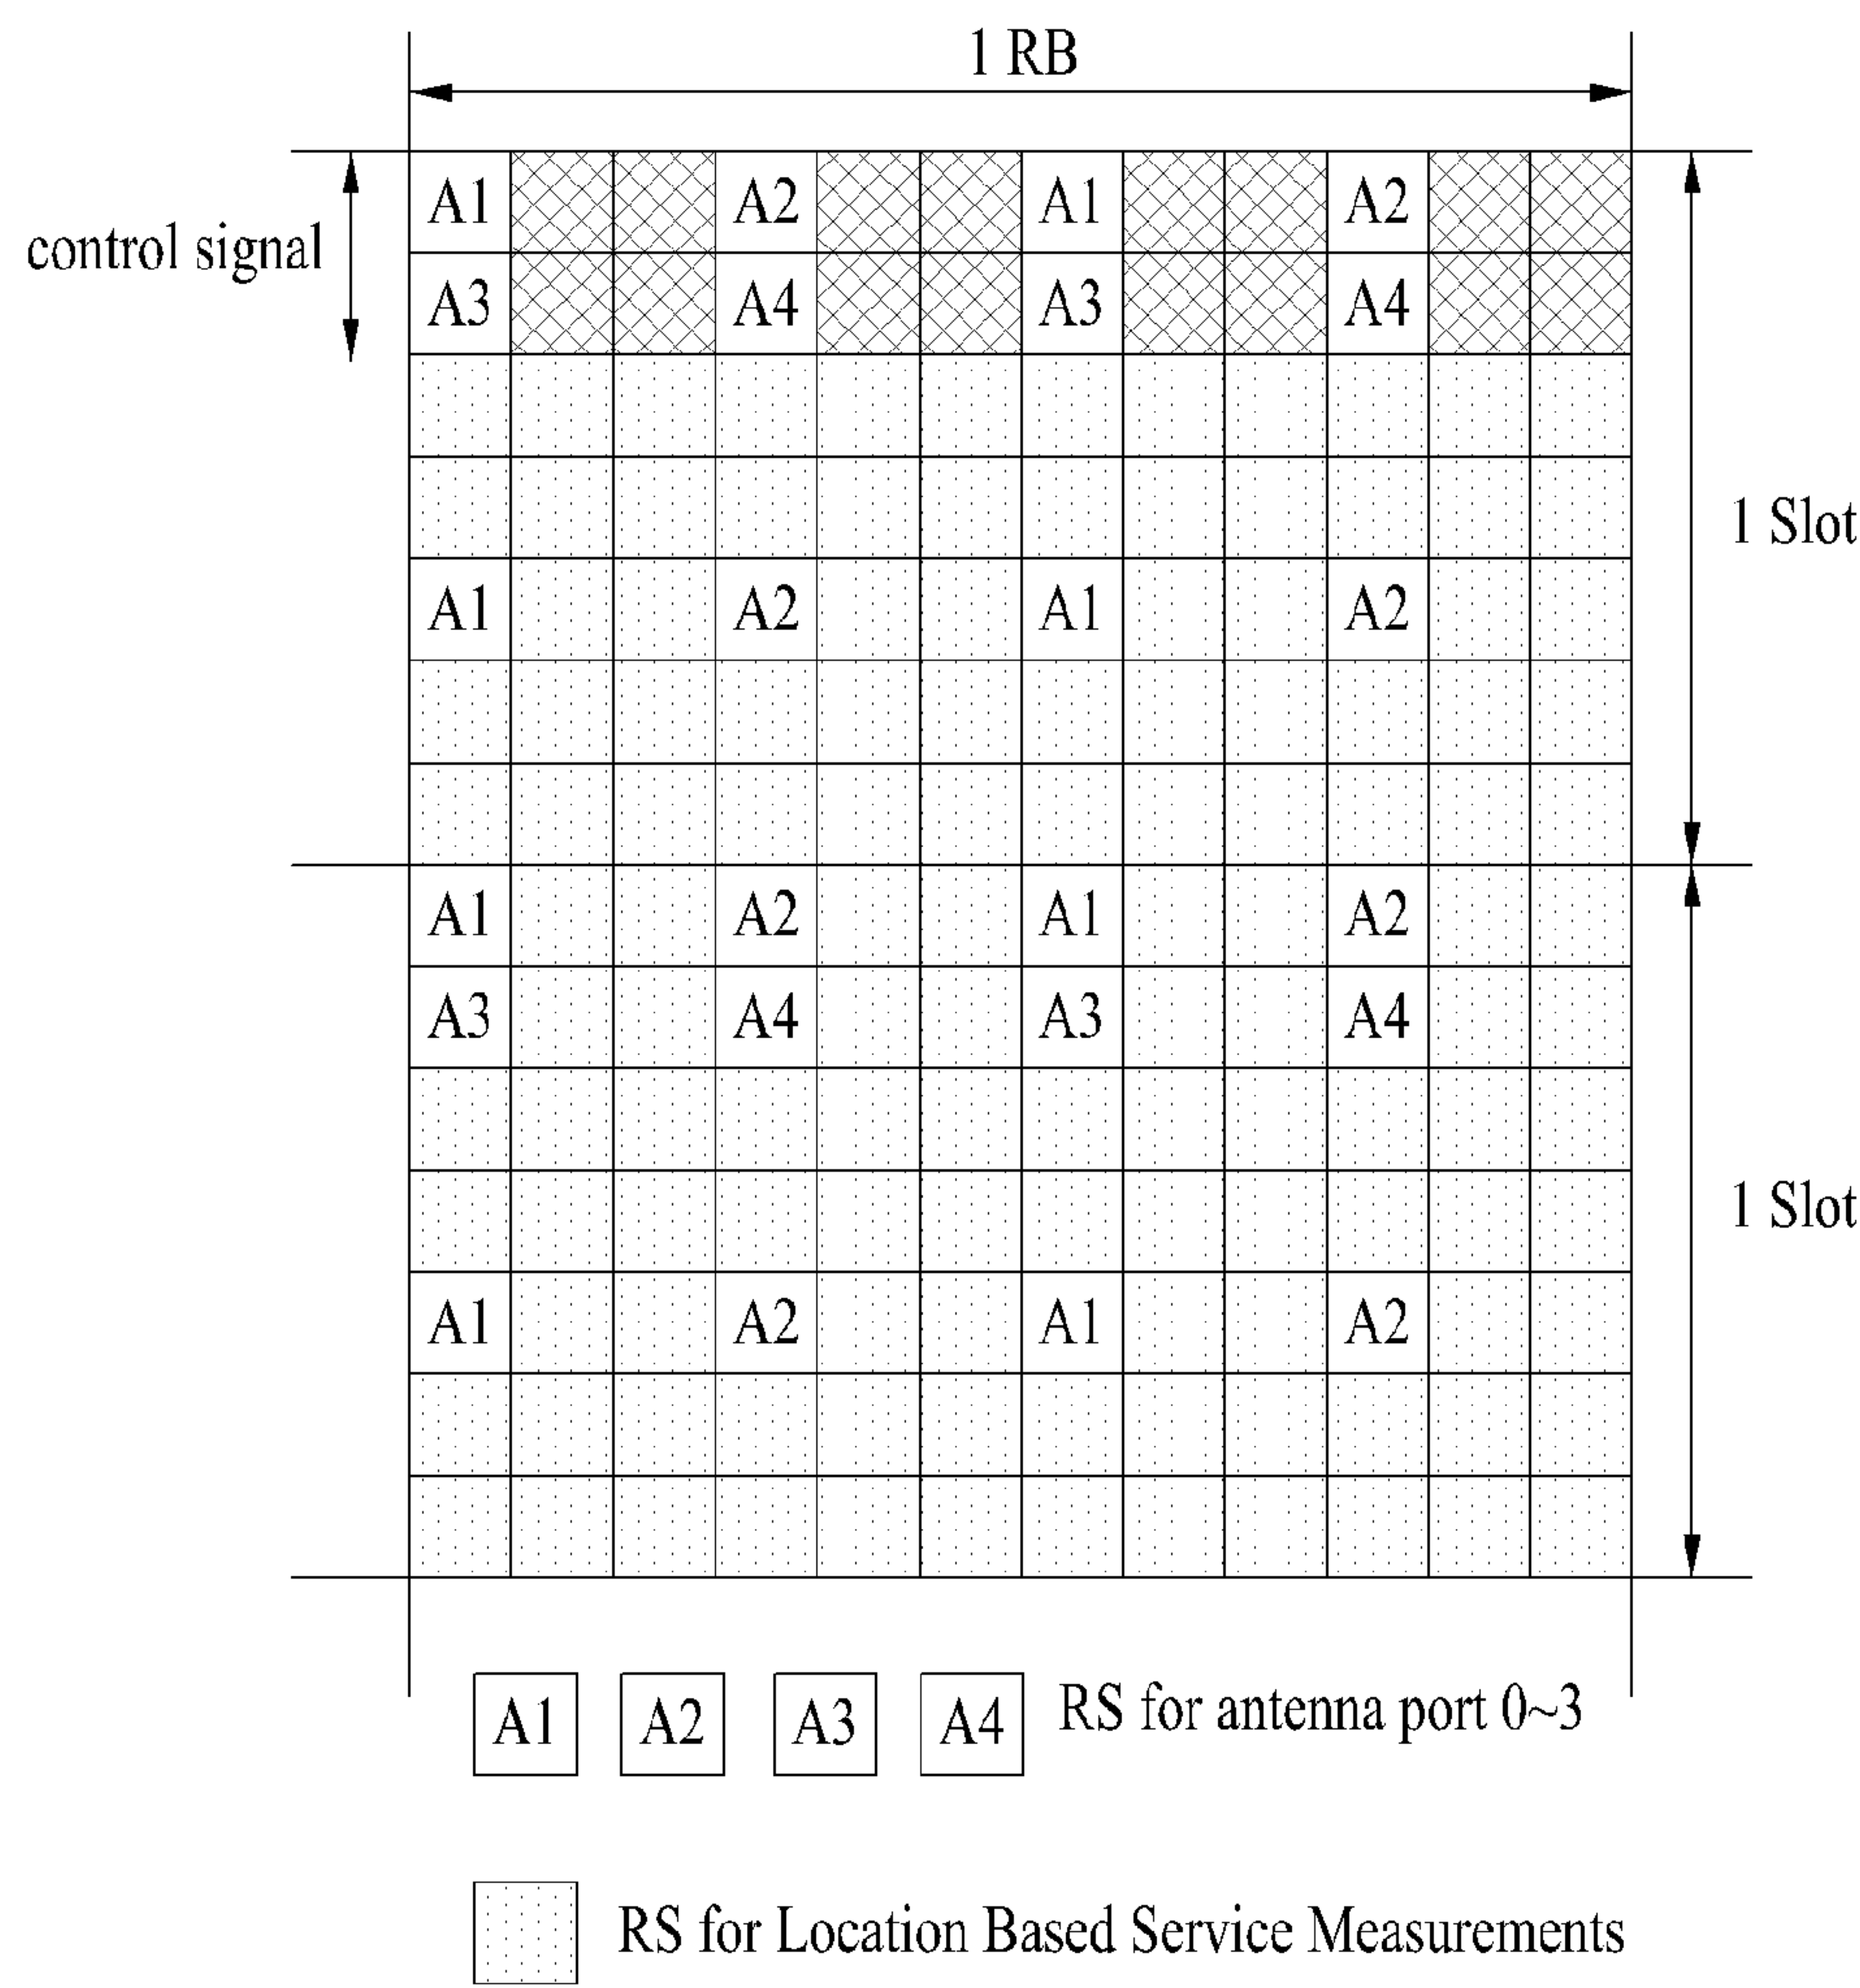 1 RB
A1 A2 A1 A2
control signal
A3 A4 A3 A4
1 Slot
A1 A2 A1 A2
A1 A2 A1 A2
A3 A4 A3 A4
1 Slot
A1 A2 A1 A2
A1 A2 A3 A4 RS for antenna port 0~3
RS for Location Based Service Measurements